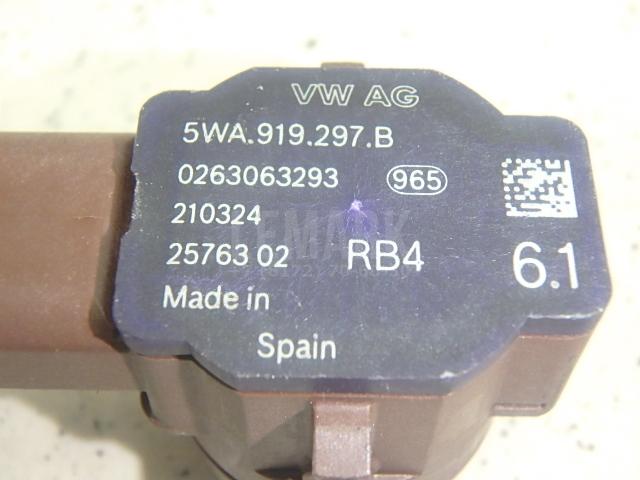 VW AG
5WA.919.297.B
0263063293 965
210324
25763 02 RB4 6.1
Made in
Spain